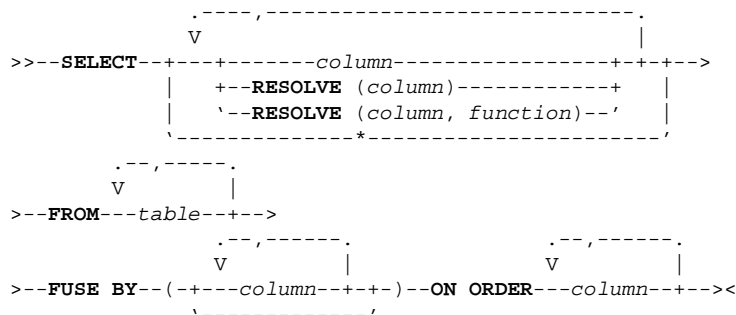 .----,------------------------------.
V                                   |
>>--SELECT--+---+-------column-----------------+-+-+-->
|   +--RESOLVE (column)------------+   |
|   `--RESOLVE (column, function)--'   |
`--------------*-----------------------'
.--,-----.
V        |
>--FROM---table--+-->
.--,------.             .--,------.
V         |             V         |
>--FUSE BY--(-+---column--+-+-)--ON ORDER---column--+--><
`-------------'